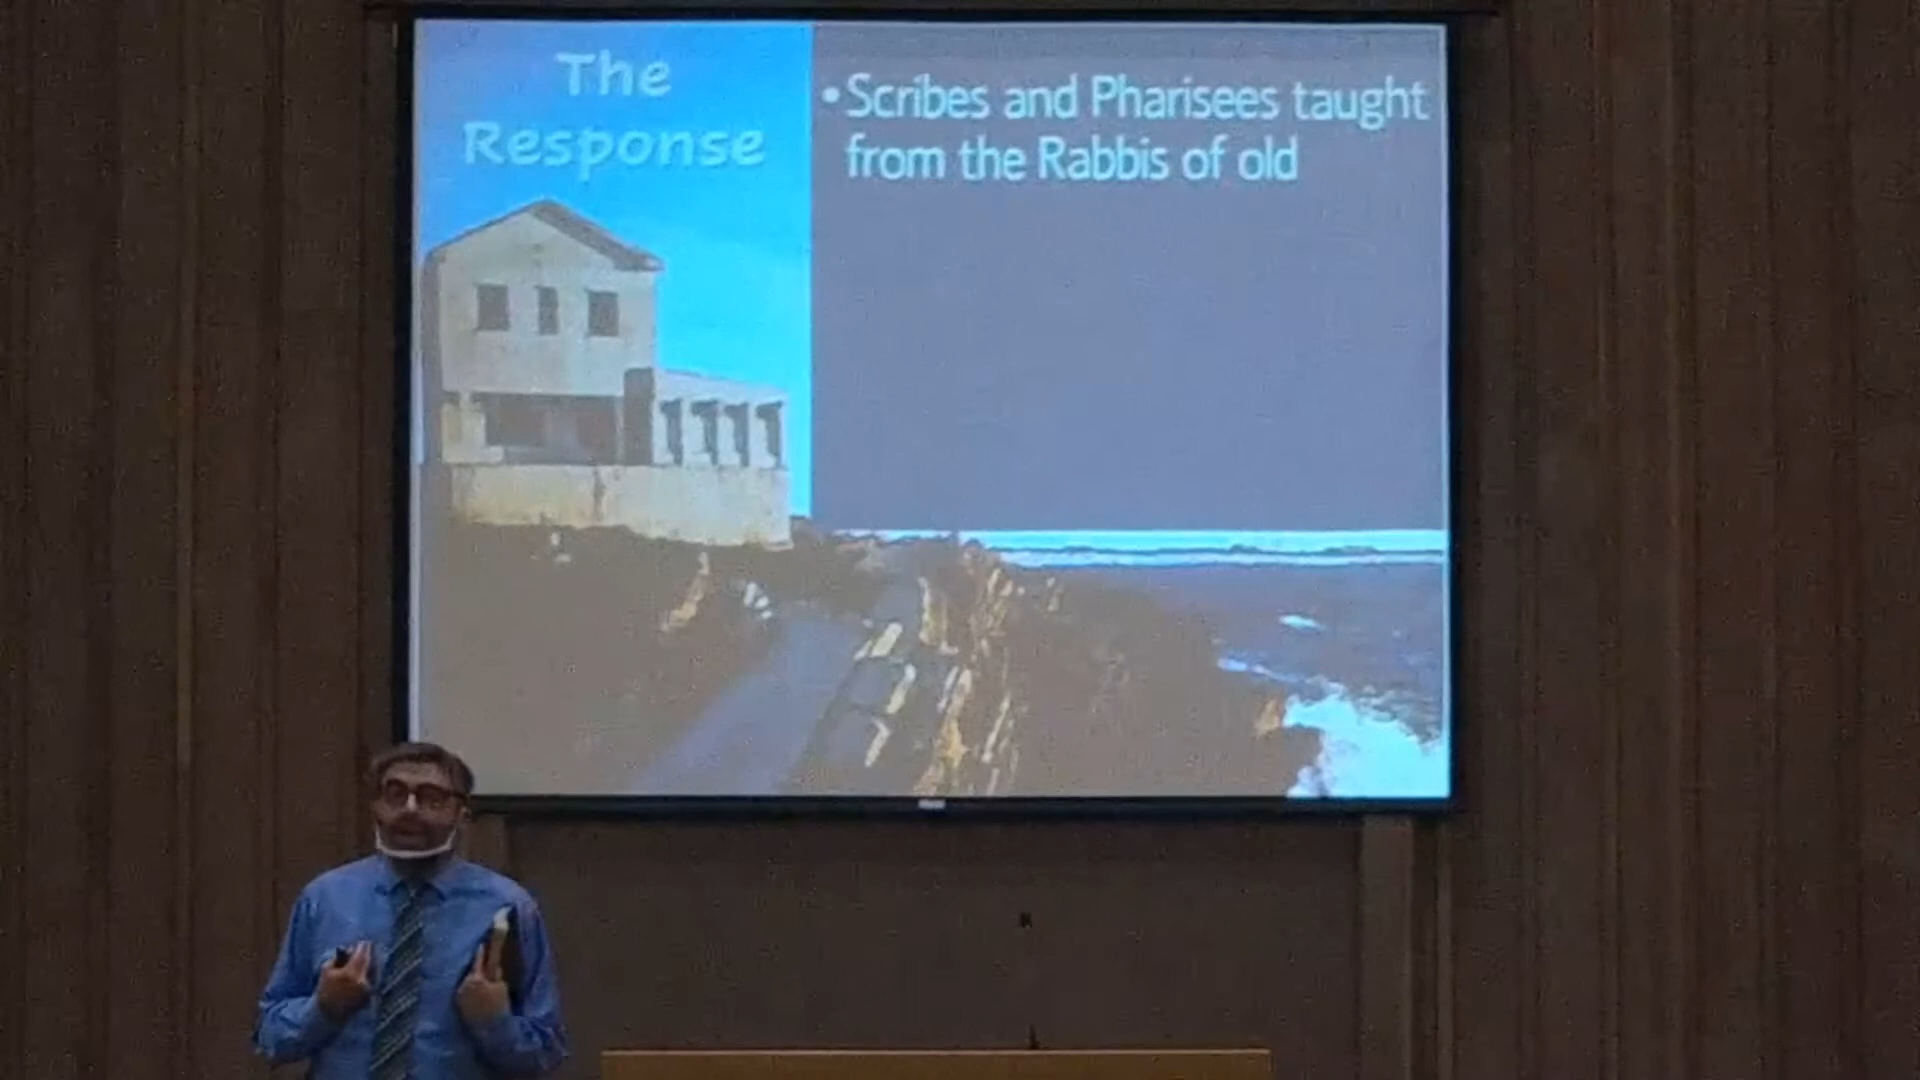 The
Response
• Scribes and Pharisees taught
from the Rabbis of old